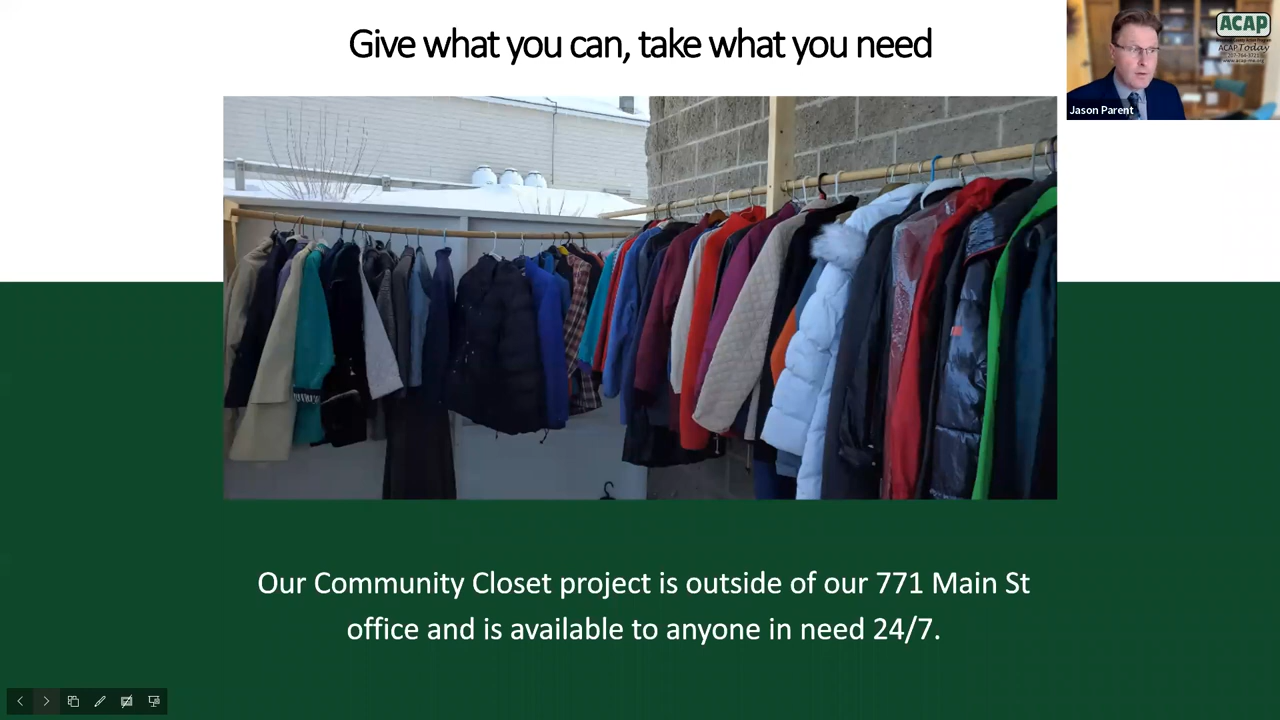 Give what you can, take what you need
ACAP
ACAP Today
Jason Parent
Our Community Closet project is outside of our 771 Main St
office and is available to anyone in need 24/7.